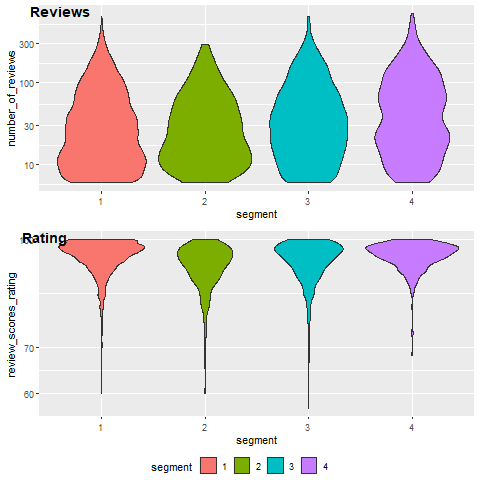 Reviews
number_of_reviews
300
100
30
10
1 2 3 4
segment
Rating
review_scores_rating
100
70
60
1 2 3 4
segment
segment 1 2 3 4